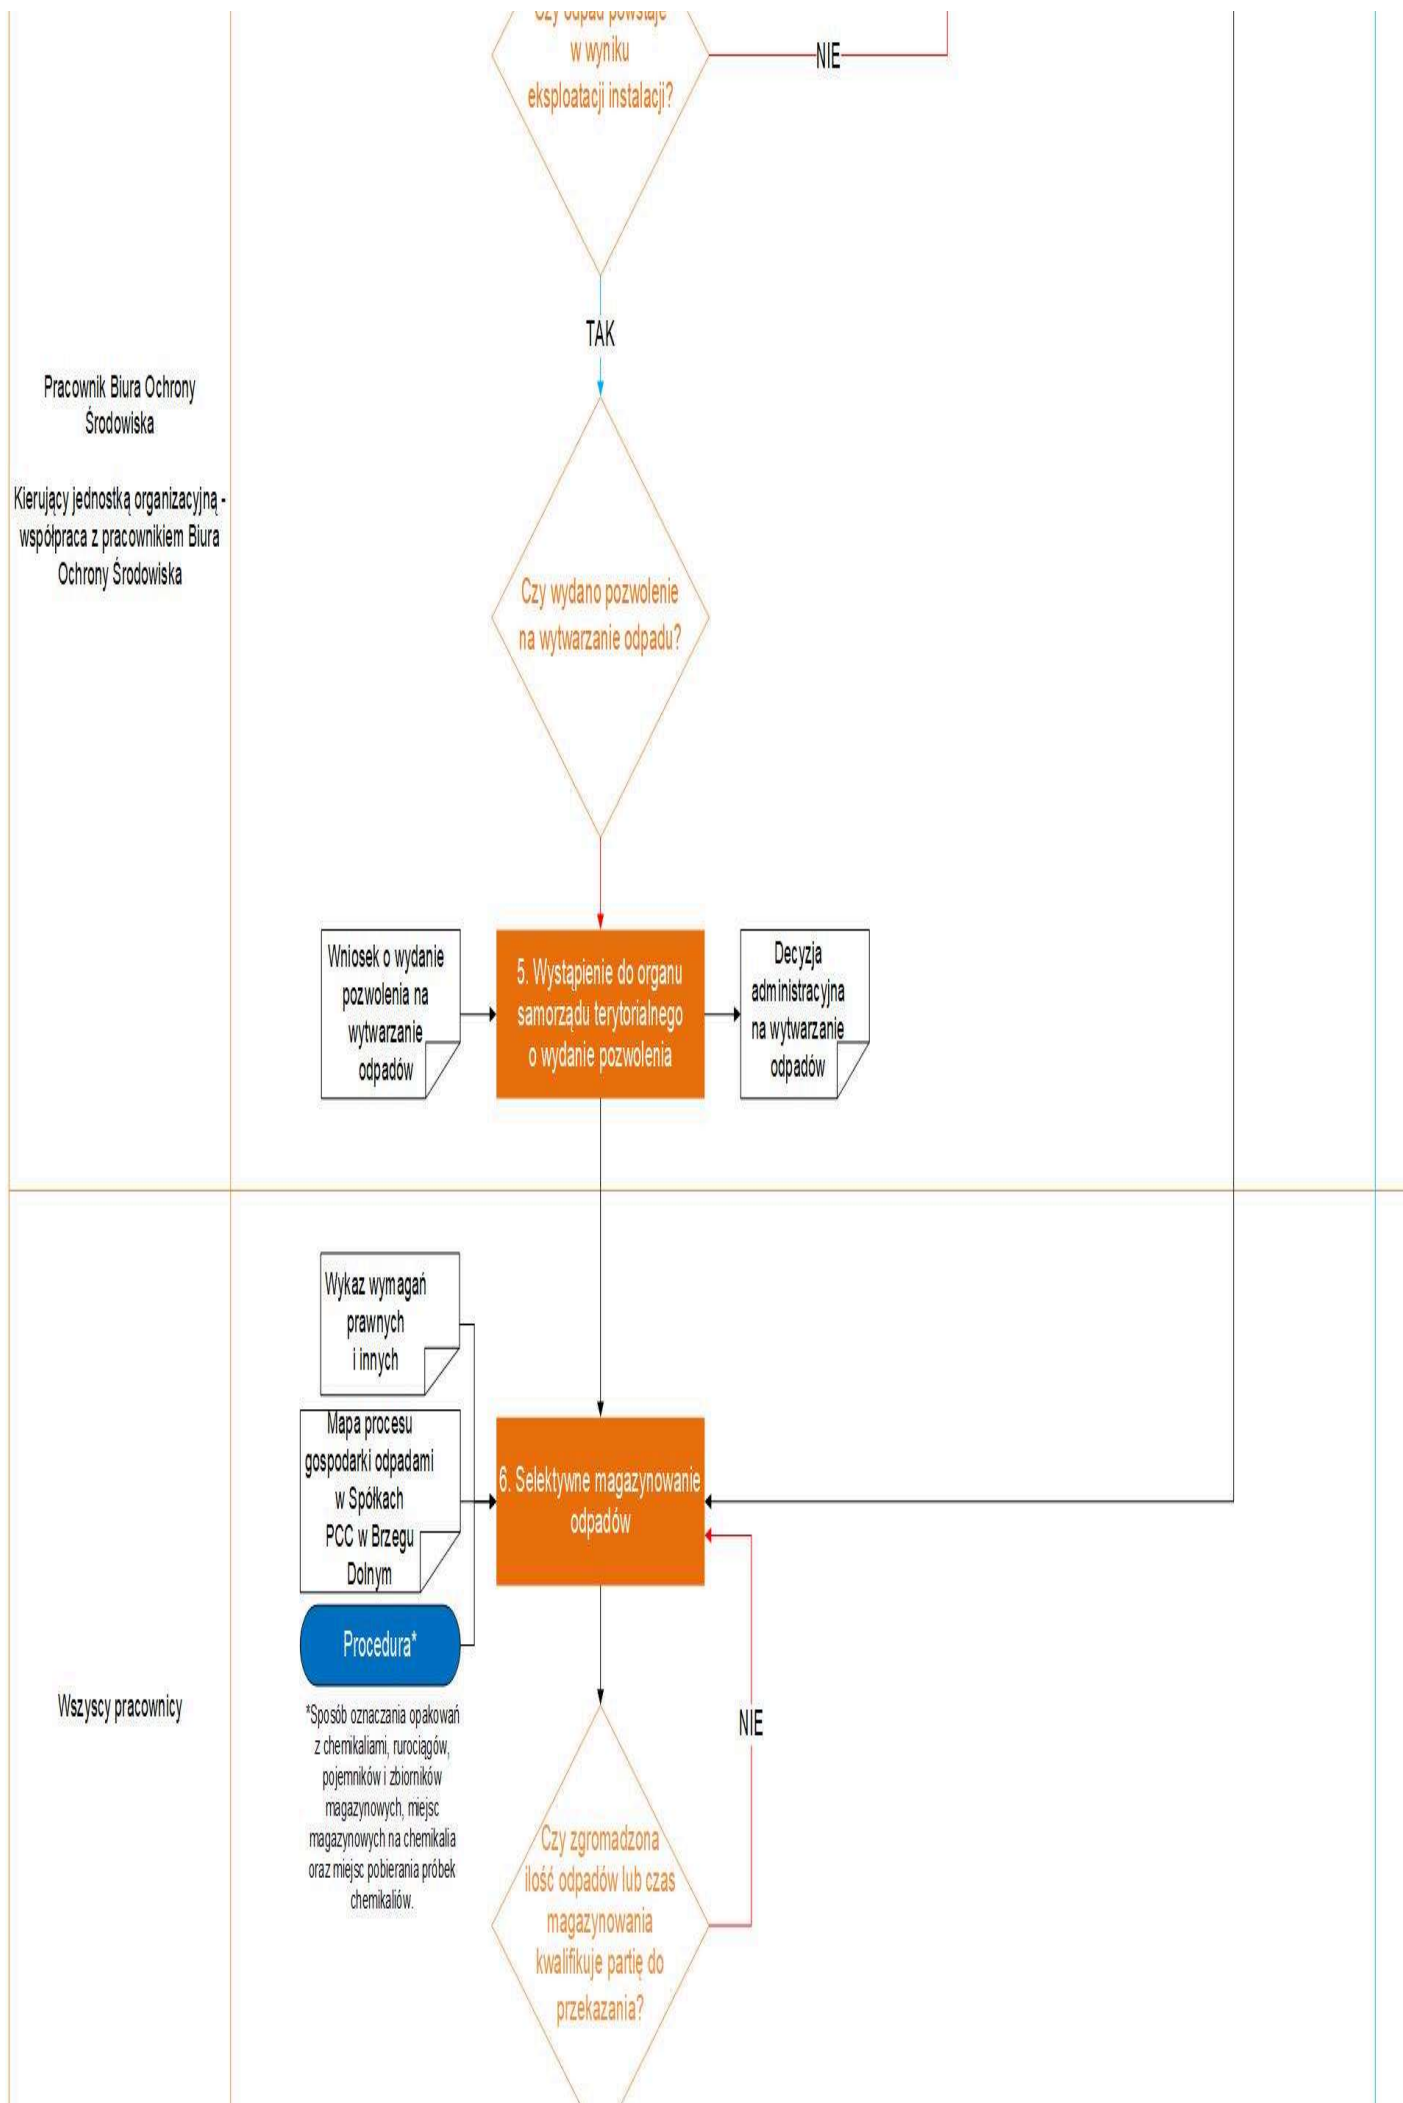 Czy odpad powstaje
w wyniku
eksploatacji instalacji?
NIE
TAK
Pracownik Biura Ochrony
Środowiska
Kierujący jednostką organizacyjną -
współpraca z pracownikiem Biura
Ochrony Środowiska
Czy wydano pozwolenie
na wytwarzanie odpadu?
Wniosek o wydanie
pozwolenia na
wytwarzanie
odpadów
5. Wystąpienie do organu
samorządu terytorialnego
o wydanie pozwolenia
Decyzja
administracyjna
na wytwarzanie
odpadów
Wykaz wymagań
prawnych
i innych
Mapa procesu
gospodarki odpadami
w Spółkach
PCC w Brzegu
Dolnym
6. Selektywne magazynowanie
odpadów
Procedura*
*Sposób oznaczania opakowań
z chemikaliami, rurociągów,
pojemników i zbiorników
magazynowych, miejsc
magazynowych na chemikalia
oraz miejsc pobierania próbek
chemikaliów.
Wszyscy pracownicy
NIE
Czy zgromadzona
ilość odpadów lub czas
magazynowania
kwalifikuje partię do
przekazania?